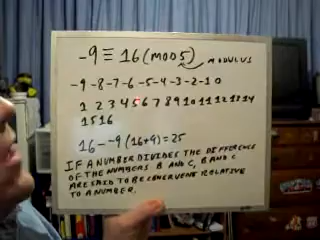 -9 ≡ 16 (MOD 5)
MODULUS
-9 -8 -7 -6 -5 -4 -3 -2 -1 0
1 2 3 4 5 6 7 8 9 10 11 12 13 14
15 16
16 - -9 (16+9) = 25
IF A NUMBER DIVIDES THE DIFFERENCE
OF THE NUMBERS B AND C, B AND C
ARE SAID TO BE CONGRUENT RELATIVE
TO A NUMBER.